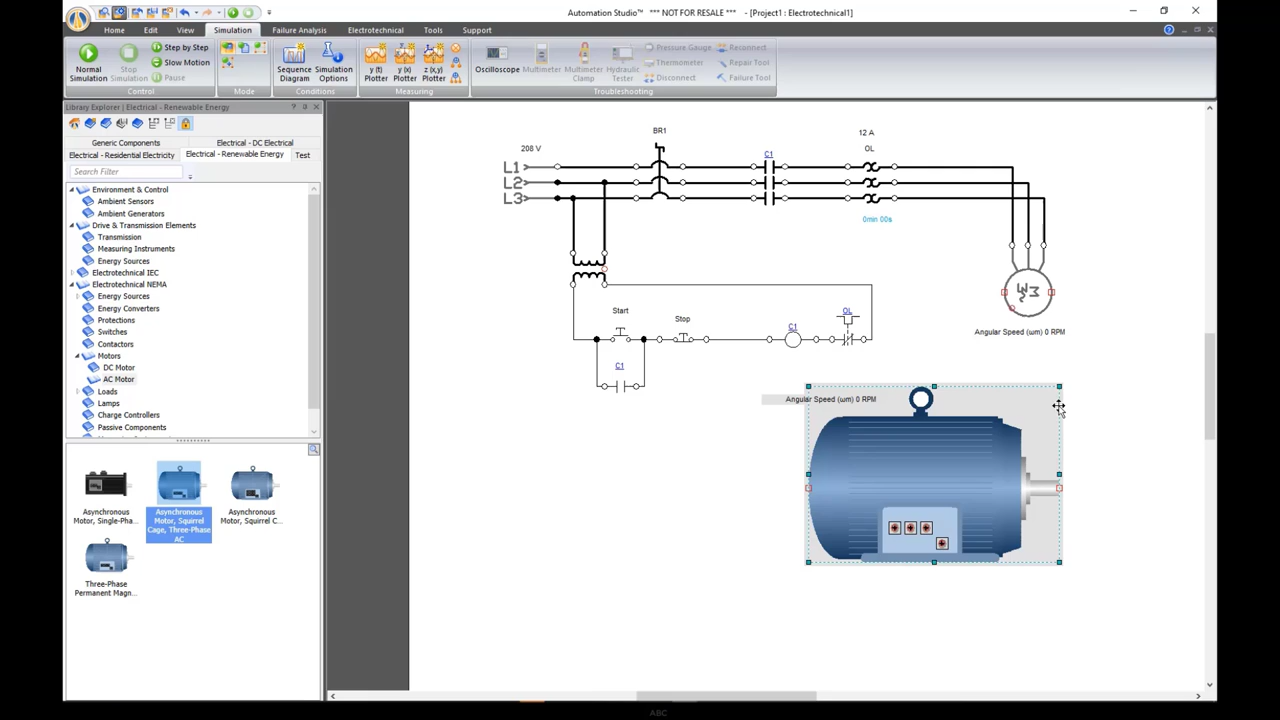 Automation Studio™ *** NOT FOR RESALE *** - [Project1 : Electrotechnical1]
Home Edit View Simulation Failure Analysis Electrotechnical Tools Support
Normal Simulation
Stop Simulation
Step by Step
Slow Motion
Pause
Sequence Diagram
Simulation Options
y (t) Plotter
y (x) Plotter
z (x,y) Plotter
Oscilloscope
Multimeter
Multimeter Clamp
Hydraulic Tester
Pressure Gauge
Thermometer
Disconnect
Reconnect
Repair Tool
Failure Tool
Control Mode Conditions Measuring Troubleshooting
Library Explorer | Electrical - Renewable Energy
Generic Components Electrical - DC Electrical
Electrical - Residential Electricity Electrical - Renewable Energy Test
Search Filter
Environment & Control
Ambient Sensors
Ambient Generators
Drive & Transmission Elements
Transmission
Measuring Instruments
Energy Sources
Electrotechnical IEC
Electrotechnical NEMA
Energy Sources
Energy Converters
Protections
Switches
Contactors
Motors
DC Motor
AC Motor
Loads
Lamps
Charge Controllers
Passive Components
Asynchronous Motor, Single-Pha...
Asynchronous Motor, Squirrel Cage, Three-Phase AC
Asynchronous Motor, Squirrel C...
Three-Phase Permanent Magn...
208 V
BR1
12 A
OL
C1
L1
L2
L3
0min 00s
Start
Stop
C1
OL
C1
Angular Speed (ωm) 0 RPM
Angular Speed (ωm) 0 RPM
ABC